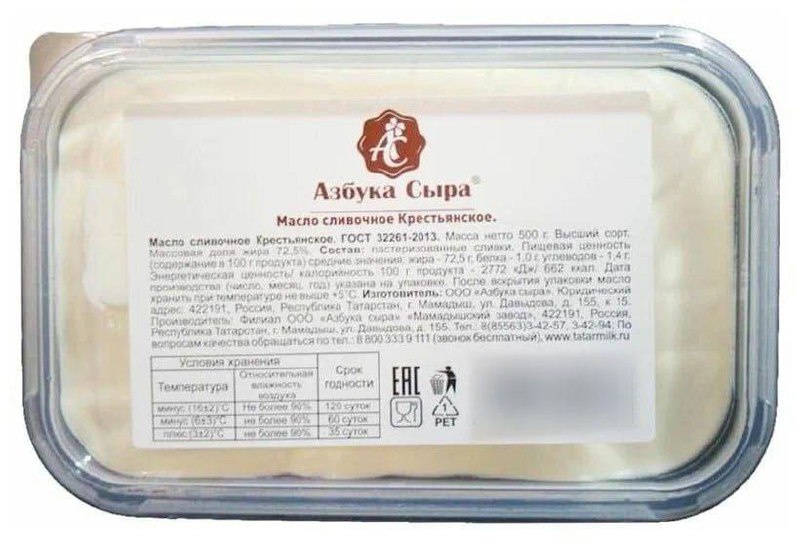 АС
Азбука Сыра®
Масло сливочное Крестьянское.
Масло сливочное Крестьянское. ГОСТ 32261-2013. Масса нетто 500 г. Высший сорт.
Массовая доля жира 72,5%. Состав: пастеризованные сливки. Пищевая ценность
(содержание в 100 г продукта) средние значения: жира - 72,5 г, белка - 1,0 г, углеводов - 1,4 г.
Энергетическая ценность/ калорийность 100 г продукта - 2772 кДж/ 662 ккал. Дата
производства (число, месяц, год) указана на упаковке. После вскрытия упаковки масло
хранить при температуре не выше +5°С. Изготовитель: ООО «Азбука сыра». Юридический
адрес: 422191, Россия, Республика Татарстан, г. Мамадыш, ул. Давыдова, д. 155, к 15.
Производитель: Филиал ООО «Азбука сыра» «Мамадышский завод», 422191, Россия,
Республика Татарстан, г. Мамадыш, ул. Давыдова, д. 155. Тел.: 8(85563)3-42-57, 3-42-94. По
вопросам качества обращаться по тел.: 8 800 333 9 111 (звонок бесплатный), www.tatarmilk.ru
Условия хранения Срок годности
Температура Относительная влажность воздуха
минус (16±2)°С Не более 90% 120 суток
минус (6±3)°С не более 90% 60 суток
плюс (3±2)°С не более 90% 35 суток
EAC
1
PET